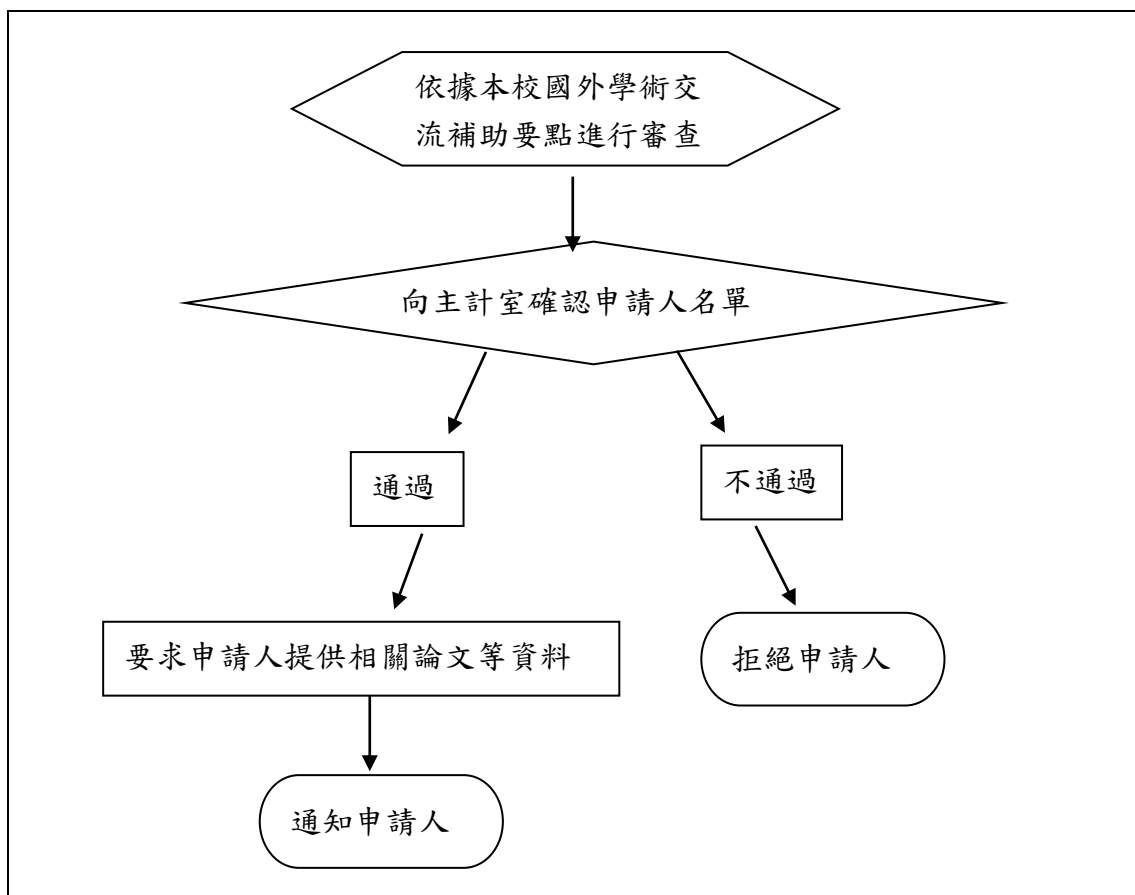 依據本校國外學術交
流補助要點進行審查
向主計室確認申請人名單
通過
不通過
要求申請人提供相關論文等資料
拒絕申請人
通知申請人